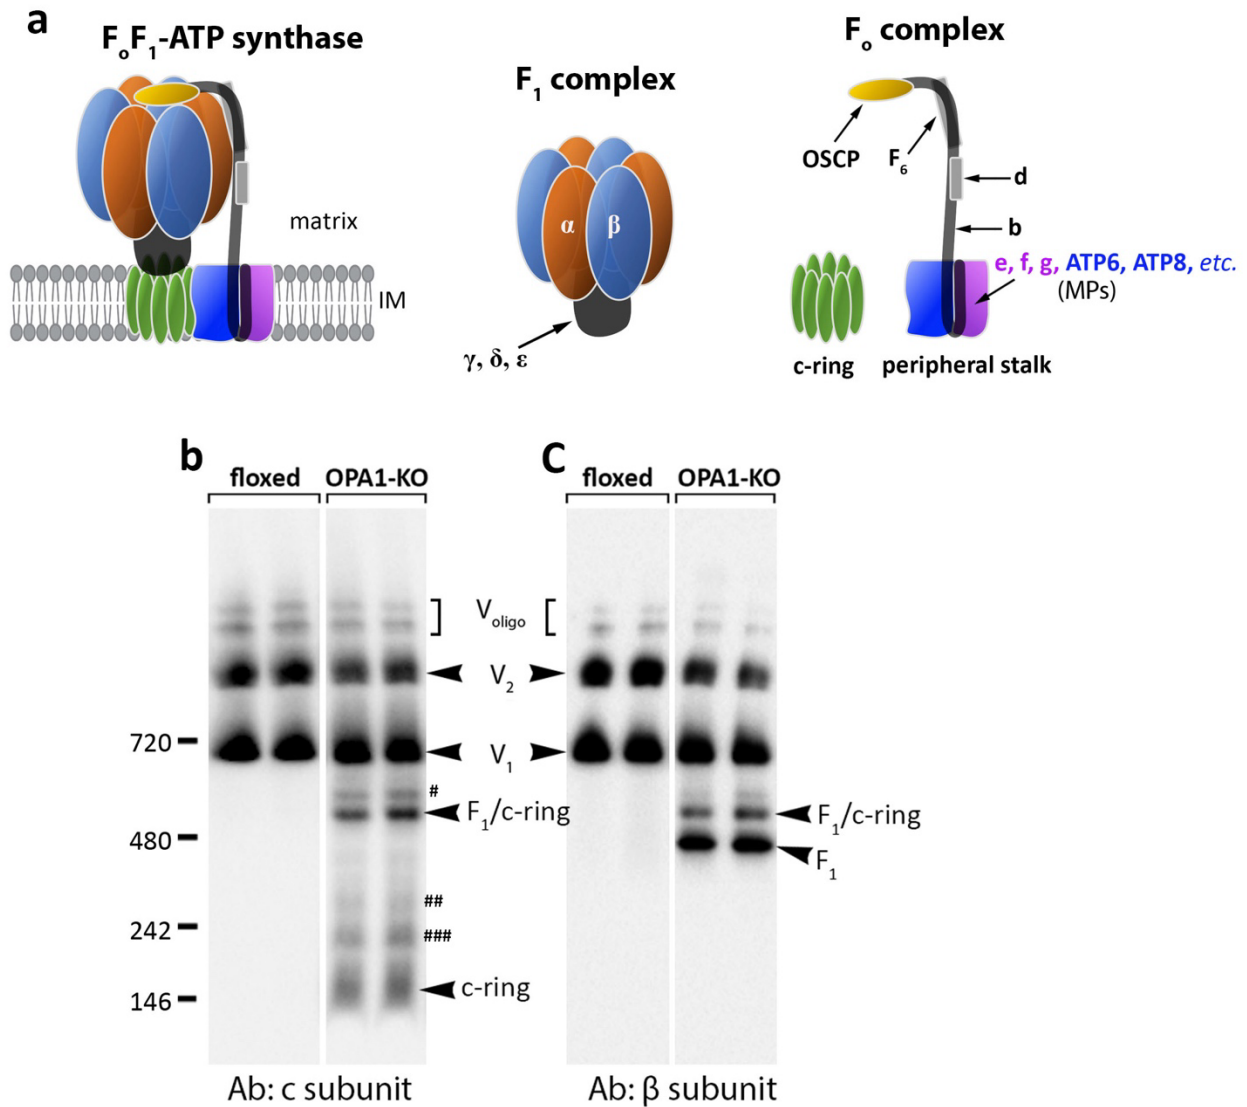 a
FₒF₁-ATP synthase
matrix
IM
F₁ complex
α β
γ, δ, ε
Fₒ complex
OSCP
F₆
d
b
e, f, g, ATP6, ATP8, etc.
(MPs)
c-ring
peripheral stalk
b
floxed OPA1-KO
C
floxed OPA1-KO
V oligo
V₂
720
V₁
#
F₁/c-ring
F₁/c-ring
480
F₁
##
242
###
c-ring
146
Ab: c subunit
Ab: β subunit